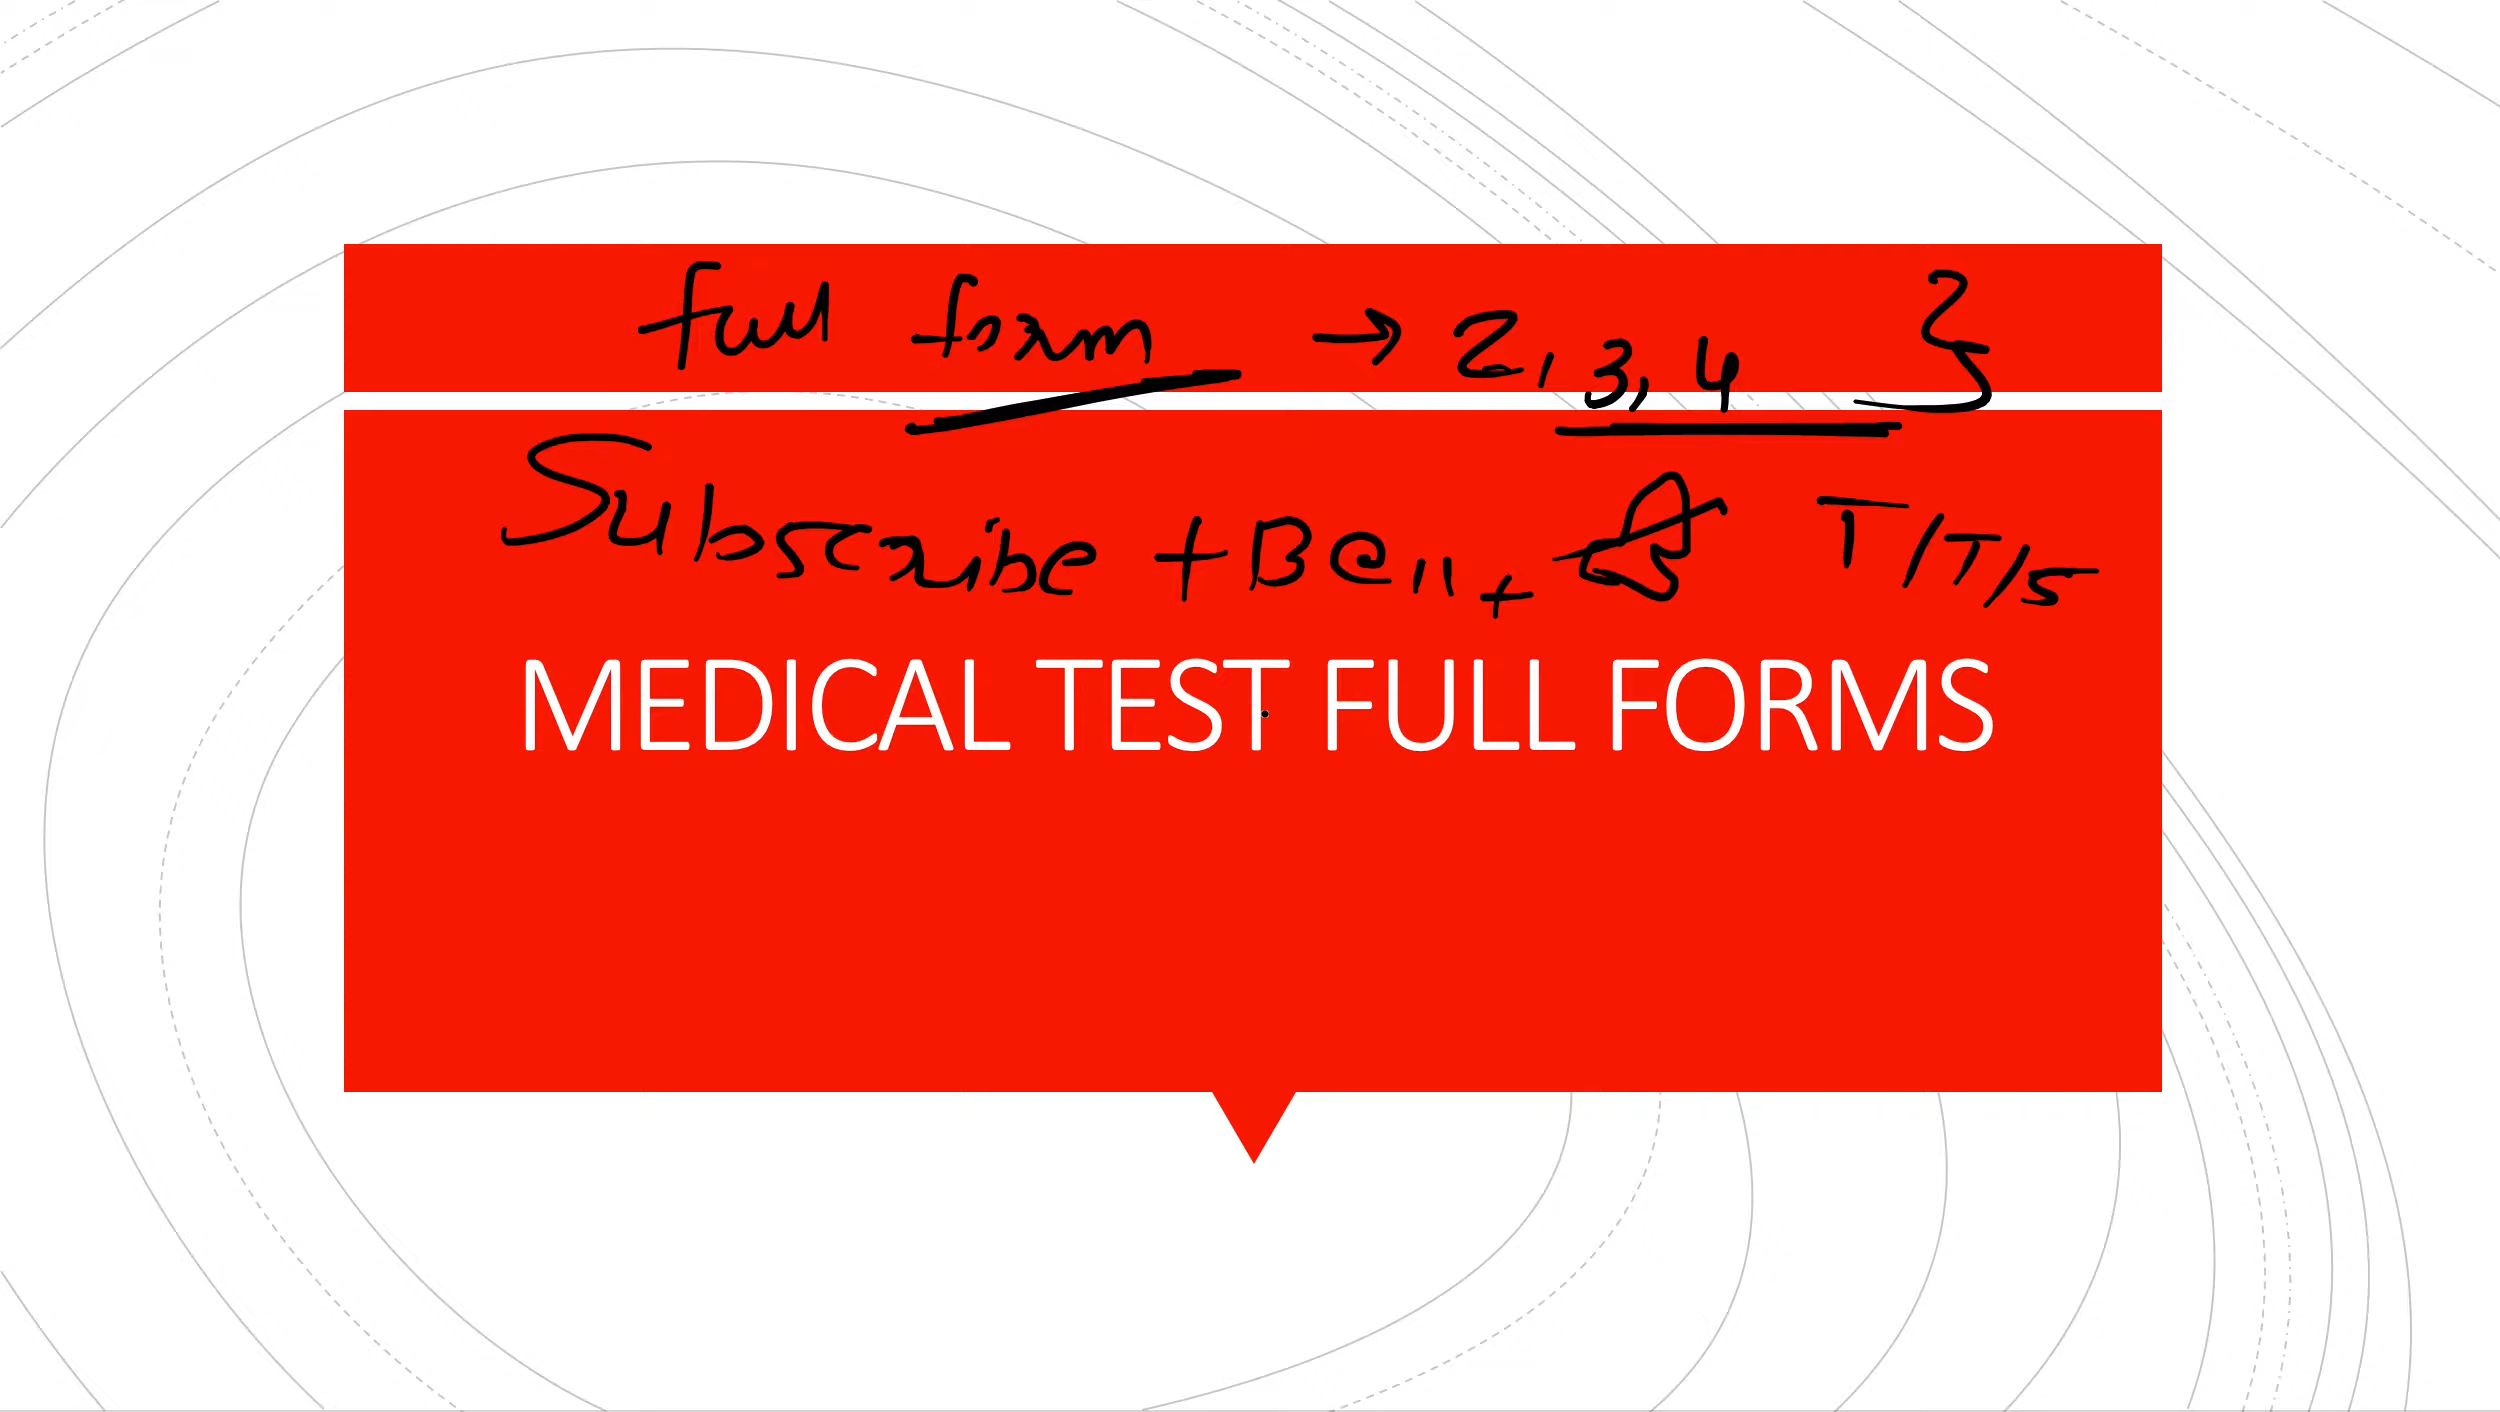 full form → 2, 3, 4 }
Subscribe + Bell + T/T/S
MEDICAL TEST FULL FORMS